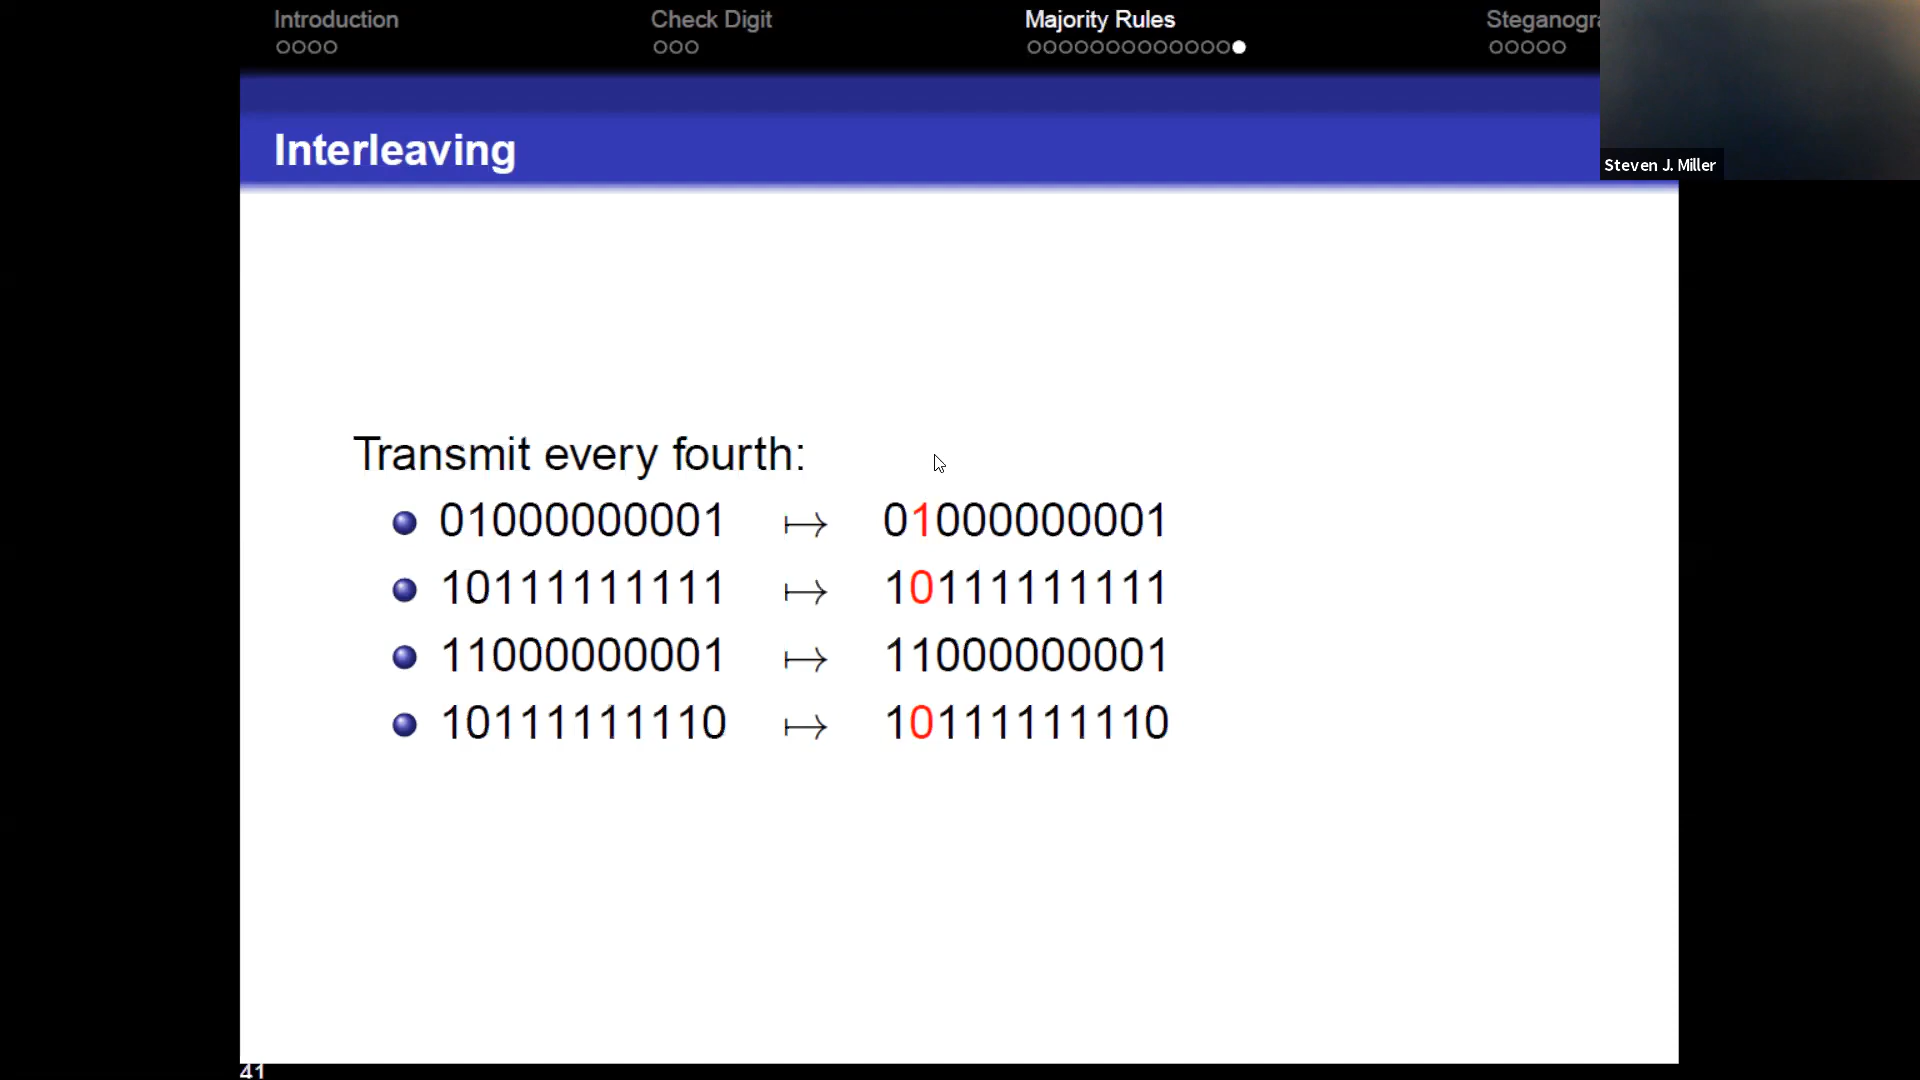 Introduction
Check Digit
Majority Rules
Steganogra
Steven J. Miller
Interleaving
Transmit every fourth:
01000000001 ↦ 01000000001
10111111111 ↦ 10111111111
11000000001 ↦ 11000000001
10111111110 ↦ 10111111110
41